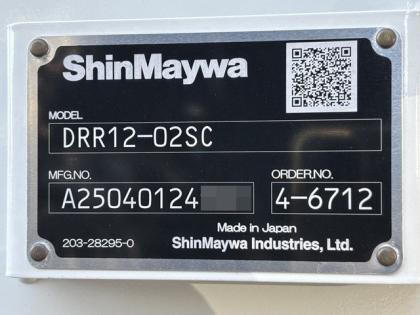 ShinMaywa
MODEL
DRR12-02SC
MFG.NO. ORDER.NO.
A25040124 4-6712
Made in Japan
203-28295-0 ShinMaywa Industries, Ltd.